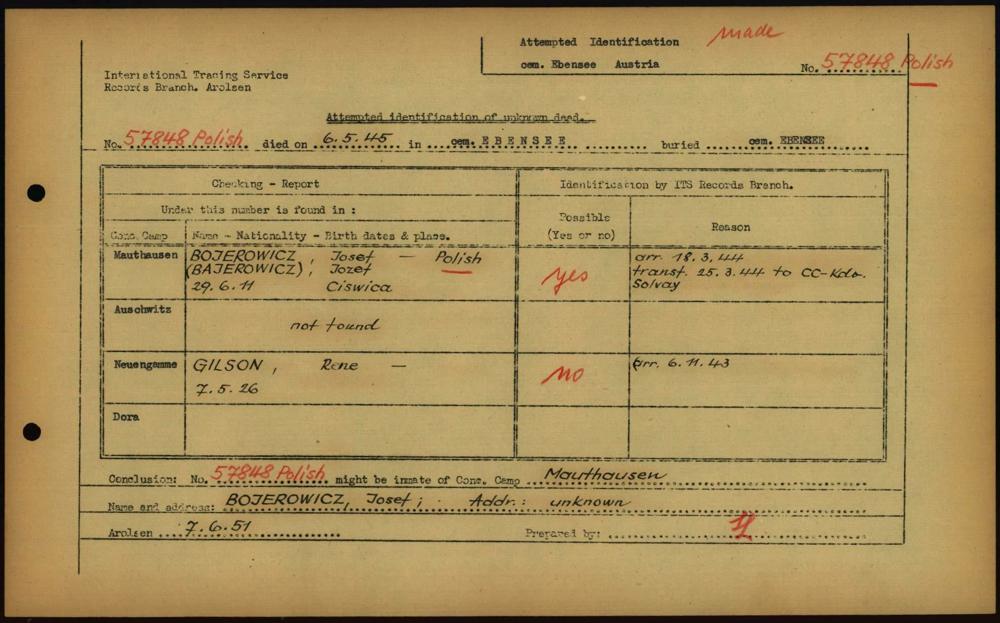 Attempted Identification made
cem. Ebensee Austria
No. 57848 Polish
International Tracing Service
Records Branch. Arolsen
Attempted identification of unknown dead.
No. 57848 Polish. died on 6.5.45 in cem. EBENSEE buried cem. EBENSEE
Checking - Report
Identification by ITS Records Branch.
Under this number is found in :
Possible
(Yes or no)
Reason
Conc. Camp
Name - Nationality - Birth dates & place.
Mauthausen
BOJEROWICZ, Josef — Polish
(BAJEROWICZ), Jozef
29.6.11 Ciswica
yes
arr. 18.3.44
transf. 25.3.44 to CC-Kdo.
Solvay
Auschwitz
not found
Neuengamme
GILSON, Rene —
7.5.26
no
arr. 6.11.43
Dora
Conclusion: No. 57848 Polish might be inmate of Conc. Camp Mauthausen
Name and address: BOJEROWICZ, Josef; Addr.: unknown
Arolsen 7.6.51 Prepared by: